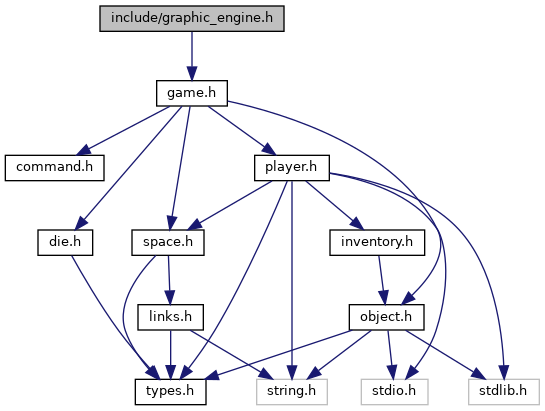 include/graphic_engine.h
game.h
command.h
player.h
die.h
space.h
inventory.h
links.h
object.h
types.h
string.h
stdio.h
stdlib.h